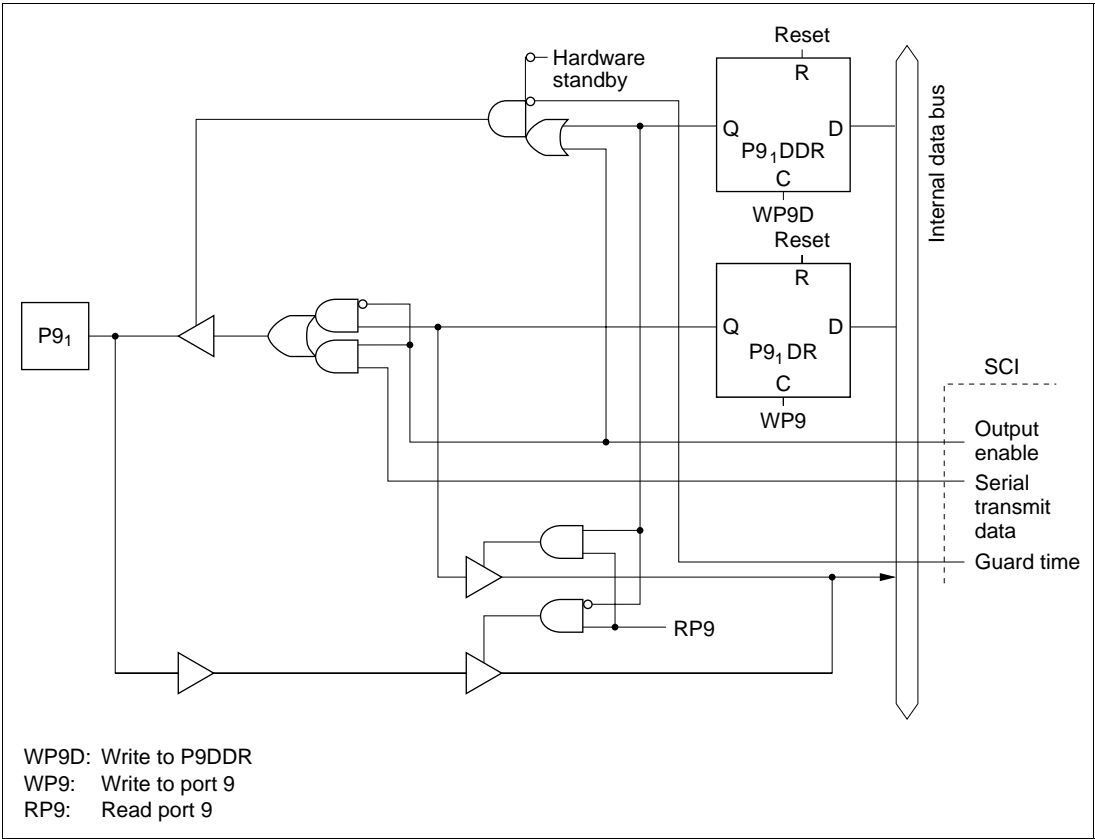 Reset
Hardware
standby
R
Q
D
P9₁DDR
C
WP9D
Internal data bus
Reset
R
P9₁
Q
D
P9₁DR
C
WP9
SCI
Output
enable
Serial
transmit
data
Guard time
RP9
WP9D: Write to P9DDR
WP9: Write to port 9
RP9: Read port 9